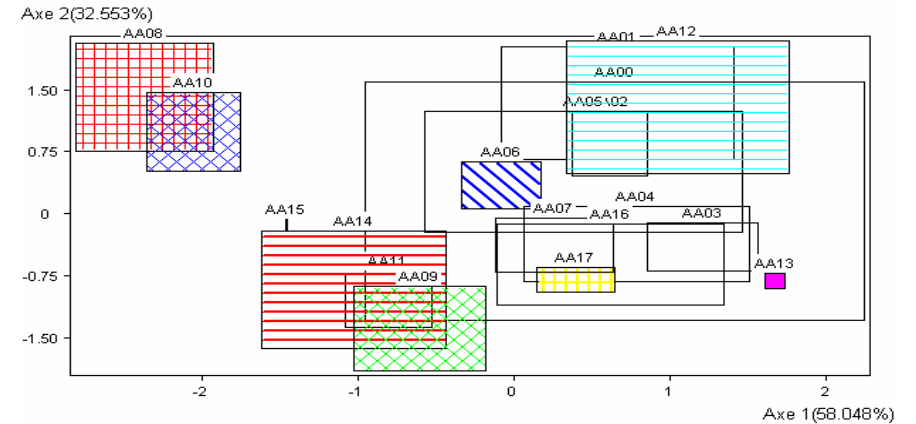 Axe 2(32.553%)
AA08
AA01
AA12
AA10
AA00
1.50
AA05 \02
0.75
AA06
0
AA15
AA14
AA07
AA04
AA16
AA03
-0.75
AA11
AA09
AA17
AA13
-1.50
-2
-1
0
1
2
Axe 1(58.048%)